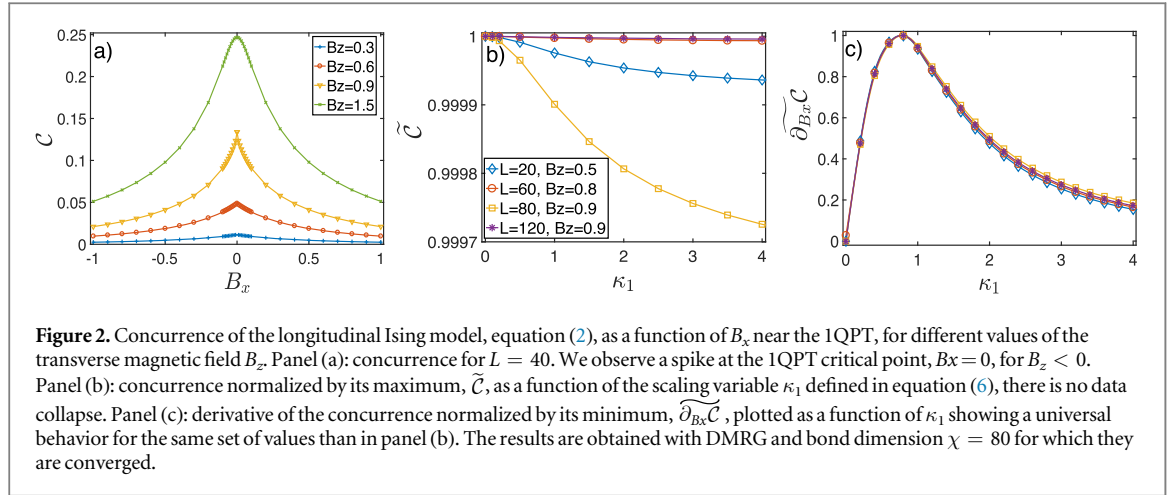 a)
0.25
0.2
0.15
0.1
0.05
0
C
-1 -0.5 0 0.5 1
B_x
Bz=0.3
Bz=0.6
Bz=0.9
Bz=1.5
b)
1
0.9999
0.9998
0.9997
C̃
0 1 2 3 4
κ₁
L=20, Bz=0.5
L=60, Bz=0.8
L=80, Bz=0.9
L=120, Bz=0.9
c)
1
0.8
0.6
0.4
0.2
0
∂̃_{Bx}C
0 1 2 3 4
κ₁
Figure 2. Concurrence of the longitudinal Ising model, equation (2), as a function of B_x near the 1QPT, for different values of the
transverse magnetic field B_z. Panel (a): concurrence for L = 40. We observe a spike at the 1QPT critical point, Bx = 0, for B_z < 0.
Panel (b): concurrence normalized by its maximum, C̃, as a function of the scaling variable κ₁ defined in equation (6), there is no data
collapse. Panel (c): derivative of the concurrence normalized by its minimum, ∂̃_{Bx}C, plotted as a function of κ₁ showing a universal
behavior for the same set of values than in panel (b). The results are obtained with DMRG and bond dimension χ = 80 for which they
are converged.